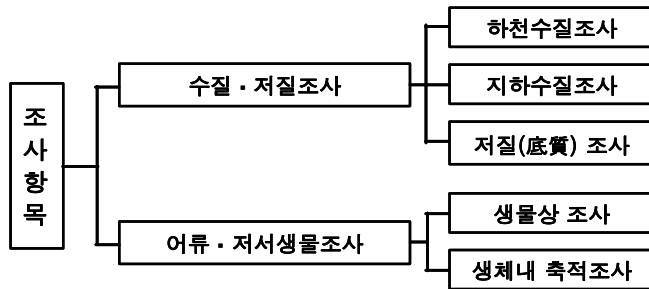 조사항목
수질 · 저질조사
하천수질조사
지하수질조사
저질(底質) 조사
어류 · 저서생물조사
생물상 조사
생체내 축적조사